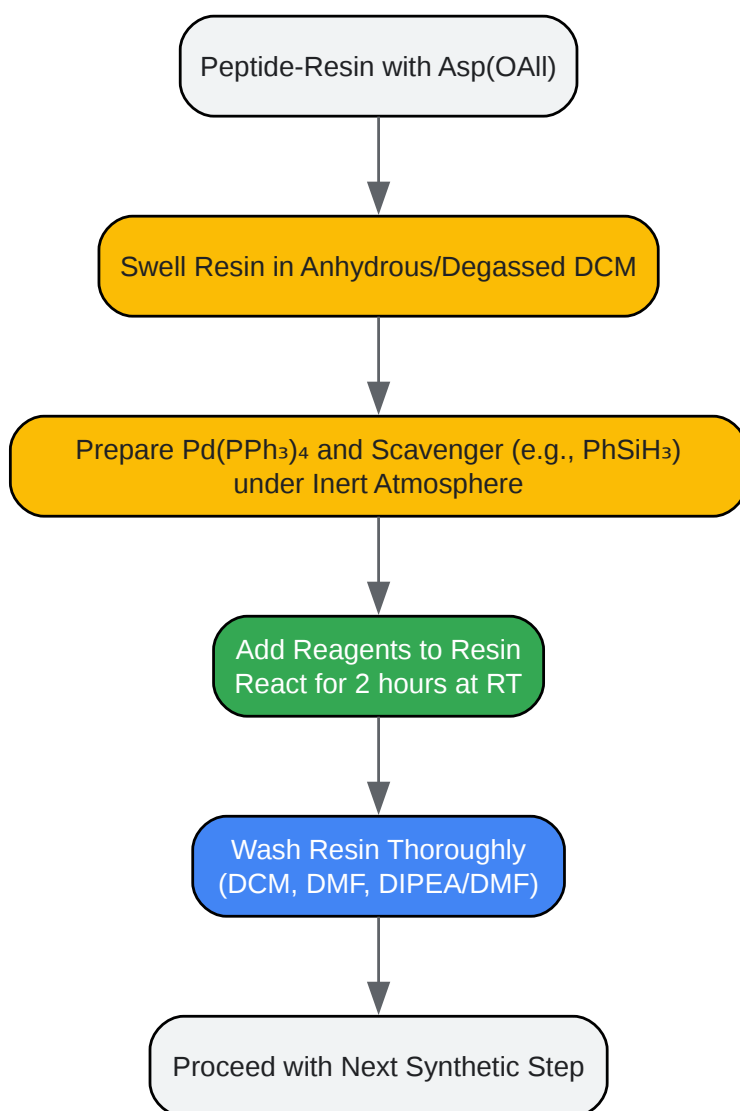 Peptide-Resin with Asp(OAll)
Swell Resin in Anhydrous/Degassed DCM
Prepare Pd(PPh₃)₄ and Scavenger (e.g., PhSiH₃)
under Inert Atmosphere
Add Reagents to Resin
React for 2 hours at RT
Wash Resin Thoroughly
(DCM, DMF, DIPEA/DMF)
Proceed with Next Synthetic Step